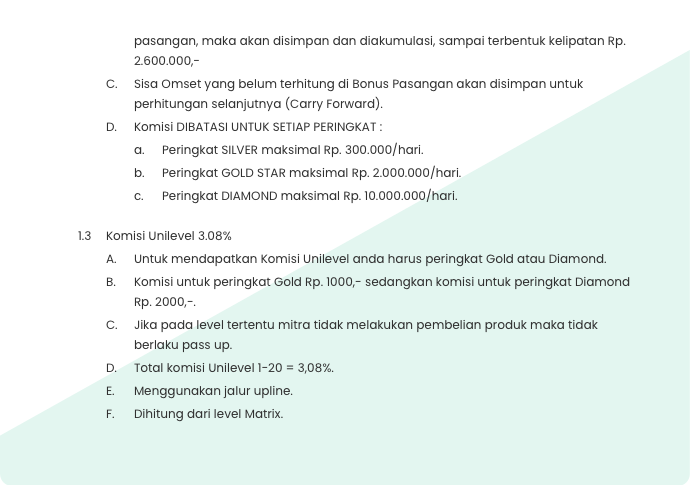 pasangan, maka akan disimpan dan diakumulasi, sampai terbentuk kelipatan Rp.
2.600.000,-
C. Sisa Omset yang belum terhitung di Bonus Pasangan akan disimpan untuk
perhitungan selanjutnya (Carry Forward).
D. Komisi DIBATASI UNTUK SETIAP PERINGKAT :
a. Peringkat SILVER maksimal Rp. 300.000/hari.
b. Peringkat GOLD STAR maksimal Rp. 2.000.000/hari.
c. Peringkat DIAMOND maksimal Rp. 10.000.000/hari.
1.3 Komisi Unilevel 3.08%
A. Untuk mendapatkan Komisi Unilevel anda harus peringkat Gold atau Diamond.
B. Komisi untuk peringkat Gold Rp. 1000,- sedangkan komisi untuk peringkat Diamond
Rp. 2000,-.
C. Jika pada level tertentu mitra tidak melakukan pembelian produk maka tidak
berlaku pass up.
D. Total komisi Unilevel 1-20 = 3,08%.
E. Menggunakan jalur upline.
F. Dihitung dari level Matrix.